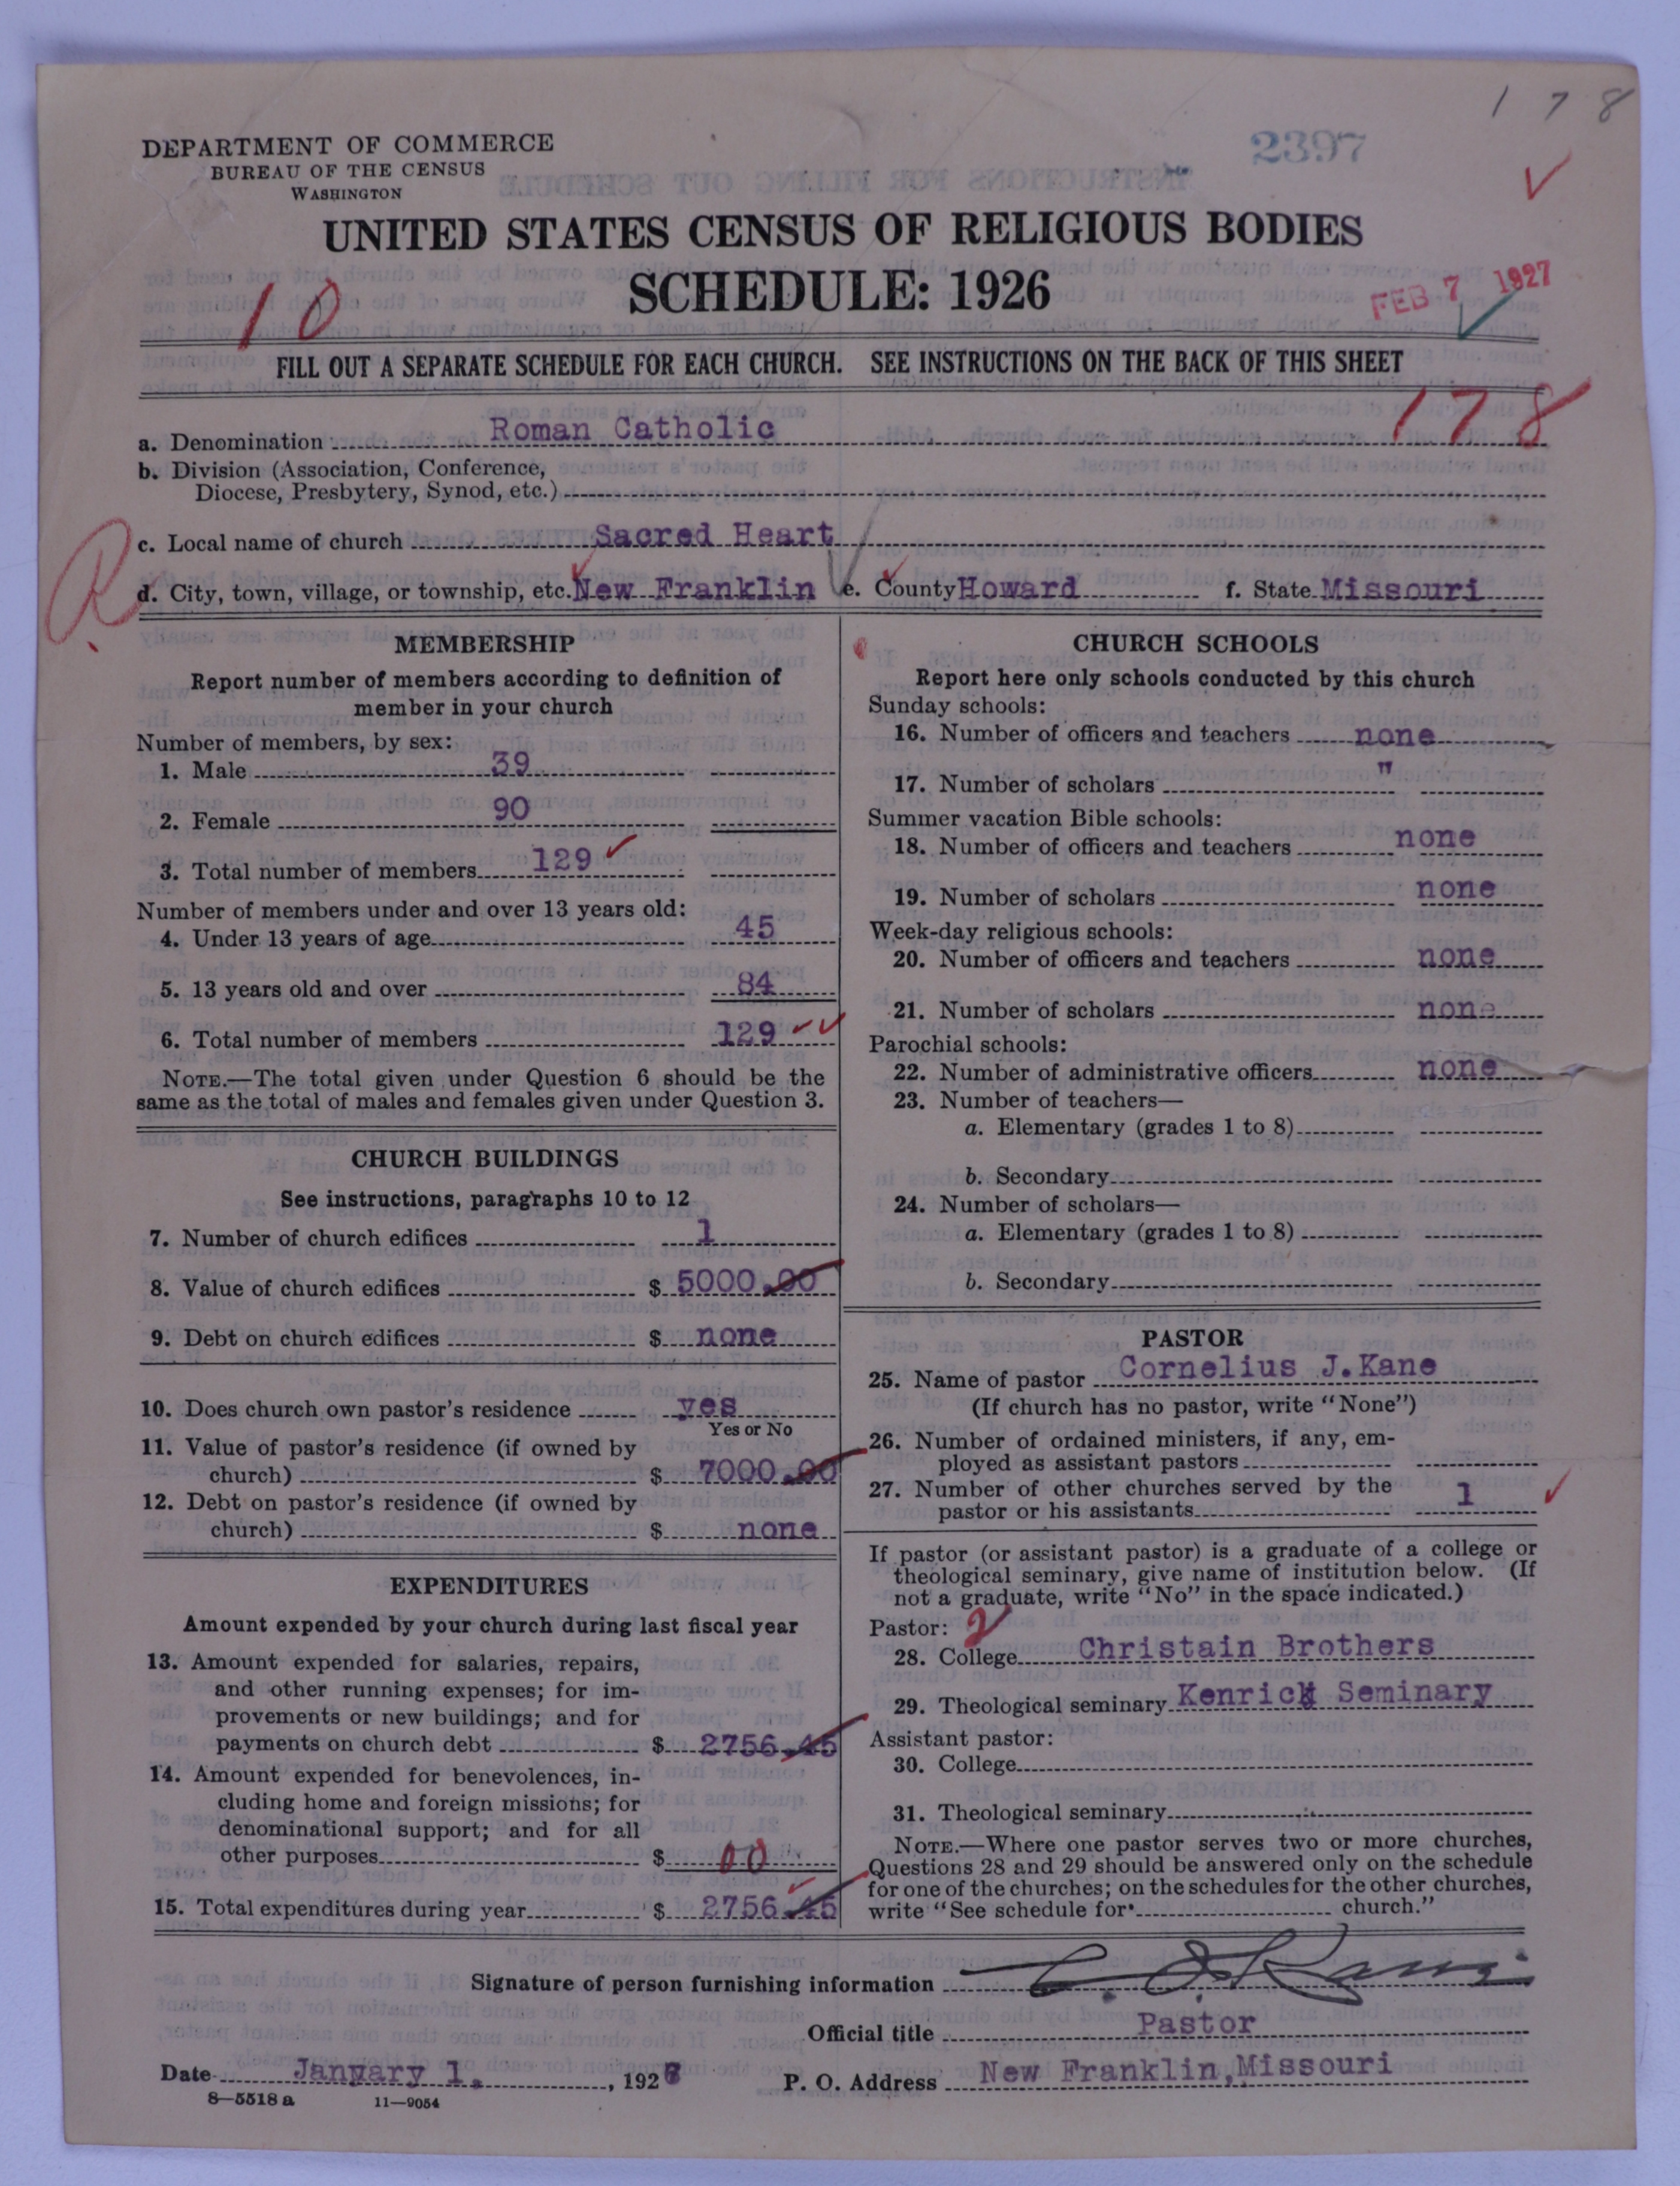 1 7 8
DEPARTMENT OF COMMERCE
BUREAU OF THE CENSUS
WASHINGTON
2397
UNITED STATES CENSUS OF RELIGIOUS BODIES
SCHEDULE: 1926
10
FEB 7 1927
FILL OUT A SEPARATE SCHEDULE FOR EACH CHURCH. SEE INSTRUCTIONS ON THE BACK OF THIS SHEET
178
a. Denomination Roman Catholic
b. Division (Association, Conference,
Diocese, Presbytery, Synod, etc.)
c. Local name of church Sacred Heart
R
d. City, town, village, or township, etc. New Franklin e. County Howard f. State Missouri
MEMBERSHIP
Report number of members according to definition of
member in your church
Number of members, by sex:
1. Male 39
2. Female 90
3. Total number of members 129
Number of members under and over 13 years old:
4. Under 13 years of age 45
5. 13 years old and over 84
6. Total number of members 129
NOTE.—The total given under Question 6 should be the
same as the total of males and females given under Question 3.
CHURCH BUILDINGS
See instructions, paragraphs 10 to 12
7. Number of church edifices 1
8. Value of church edifices $ 5000.00
9. Debt on church edifices $ none
10. Does church own pastor's residence yes
Yes or No
11. Value of pastor's residence (if owned by
church) $ 7000.00
12. Debt on pastor's residence (if owned by
church) $ none
EXPENDITURES
Amount expended by your church during last fiscal year
13. Amount expended for salaries, repairs,
and other running expenses; for im-
provements or new buildings; and for
payments on church debt $ 2756.45
14. Amount expended for benevolences, in-
cluding home and foreign missions; for
denominational support; and for all
other purposes $ 00
15. Total expenditures during year $ 2756.45
CHURCH SCHOOLS
Report here only schools conducted by this church
Sunday schools:
16. Number of officers and teachers none
17. Number of scholars "
Summer vacation Bible schools:
18. Number of officers and teachers none
19. Number of scholars none
Week-day religious schools:
20. Number of officers and teachers none
21. Number of scholars none
Parochial schools:
22. Number of administrative officers none
23. Number of teachers—
a. Elementary (grades 1 to 8)
b. Secondary
24. Number of scholars—
a. Elementary (grades 1 to 8)
b. Secondary
PASTOR
25. Name of pastor Cornelius J.Kane
(If church has no pastor, write "None")
26. Number of ordained ministers, if any, em-
ployed as assistant pastors
27. Number of other churches served by the
pastor or his assistants 1
If pastor (or assistant pastor) is a graduate of a college or
theological seminary, give name of institution below. (If
not a graduate, write "No" in the space indicated.)
Pastor: 2
28. College Christain Brothers
29. Theological seminary Kenrick Seminary
Assistant pastor:
30. College
31. Theological seminary
NOTE.—Where one pastor serves two or more churches,
Questions 28 and 29 should be answered only on the schedule
for one of the churches; on the schedules for the other churches,
write "See schedule for church."
Signature of person furnishing information C. J. Kane
Official title Pastor
Date January 1, , 1927 P. O. Address New Franklin, Missouri
8—5518 a 11—9054